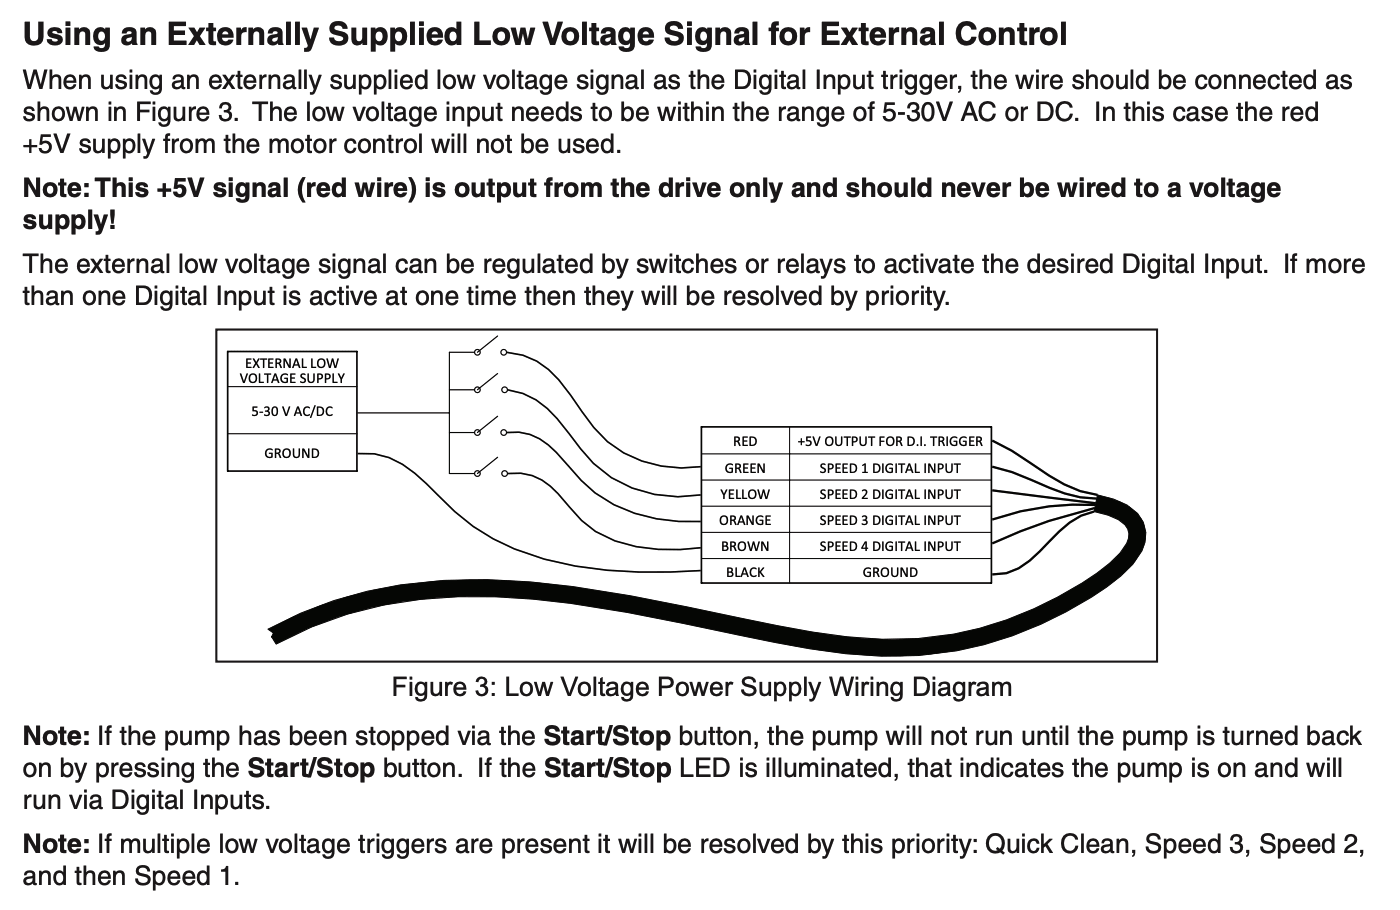 Using an Externally Supplied Low Voltage Signal for External Control
When using an externally supplied low voltage signal as the Digital Input trigger, the wire should be connected as
shown in Figure 3.  The low voltage input needs to be within the range of 5-30V AC or DC.  In this case the red
+5V supply from the motor control will not be used.
Note: This +5V signal (red wire) is output from the drive only and should never be wired to a voltage
supply!
The external low voltage signal can be regulated by switches or relays to activate the desired Digital Input.  If more
than one Digital Input is active at one time then they will be resolved by priority.
EXTERNAL LOW
VOLTAGE SUPPLY
5-30 V AC/DC
GROUND
RED +5V OUTPUT FOR D.I. TRIGGER
GREEN SPEED 1 DIGITAL INPUT
YELLOW SPEED 2 DIGITAL INPUT
ORANGE SPEED 3 DIGITAL INPUT
BROWN SPEED 4 DIGITAL INPUT
BLACK GROUND
Figure 3: Low Voltage Power Supply Wiring Diagram
Note: If the pump has been stopped via the Start/Stop button, the pump will not run until the pump is turned back
on by pressing the Start/Stop button.  If the Start/Stop LED is illuminated, that indicates the pump is on and will
run via Digital Inputs.
Note: If multiple low voltage triggers are present it will be resolved by this priority: Quick Clean, Speed 3, Speed 2,
and then Speed 1.